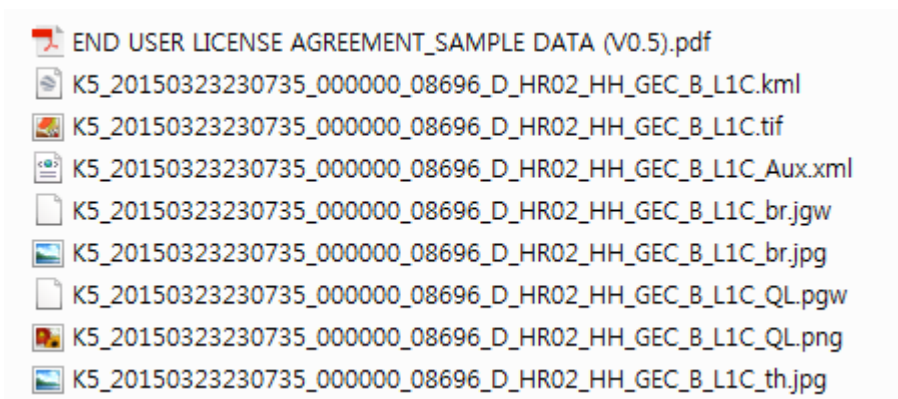 END USER LICENSE AGREEMENT_SAMPLE DATA (V0.5).pdf
K5_20150323230735_000000_08696_D_HR02_HH_GEC_B_L1C.kml
K5_20150323230735_000000_08696_D_HR02_HH_GEC_B_L1C.tif
K5_20150323230735_000000_08696_D_HR02_HH_GEC_B_L1C_Aux.xml
K5_20150323230735_000000_08696_D_HR02_HH_GEC_B_L1C_br.jgw
K5_20150323230735_000000_08696_D_HR02_HH_GEC_B_L1C_br.jpg
K5_20150323230735_000000_08696_D_HR02_HH_GEC_B_L1C_QL.pgw
K5_20150323230735_000000_08696_D_HR02_HH_GEC_B_L1C_QL.png
K5_20150323230735_000000_08696_D_HR02_HH_GEC_B_L1C_th.jpg